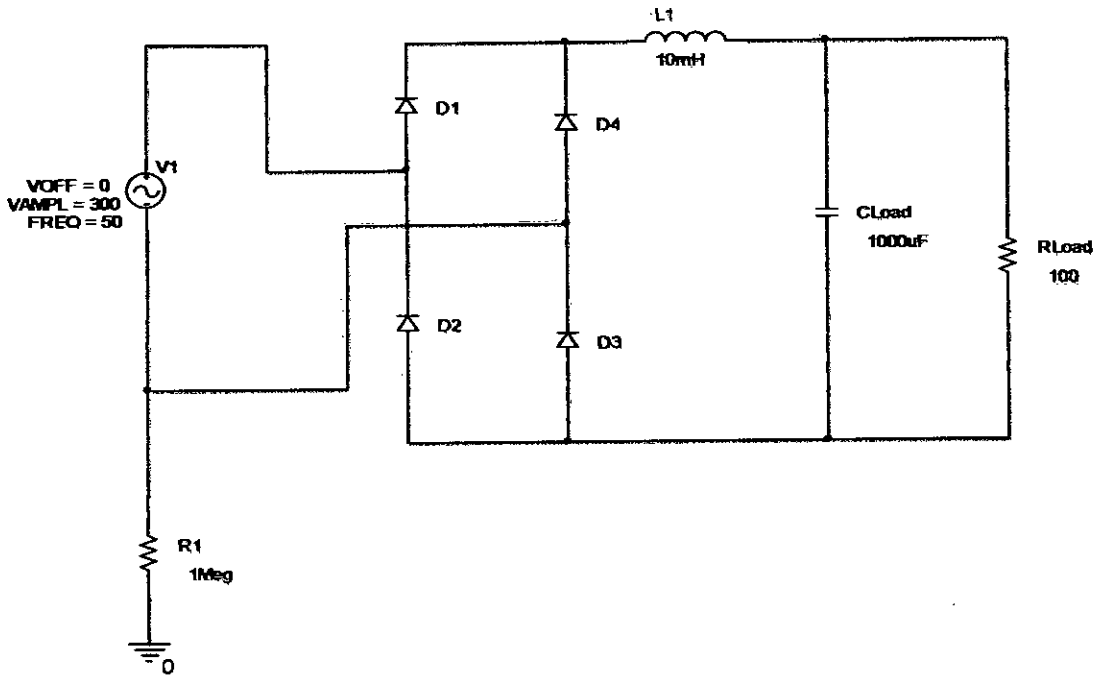 L1
10mH
D1
D4
V1
VOFF = 0
VAMPL = 300
FREQ = 50
CLoad
1000uF
RLoad
100
D2
D3
R1
1Meg
0